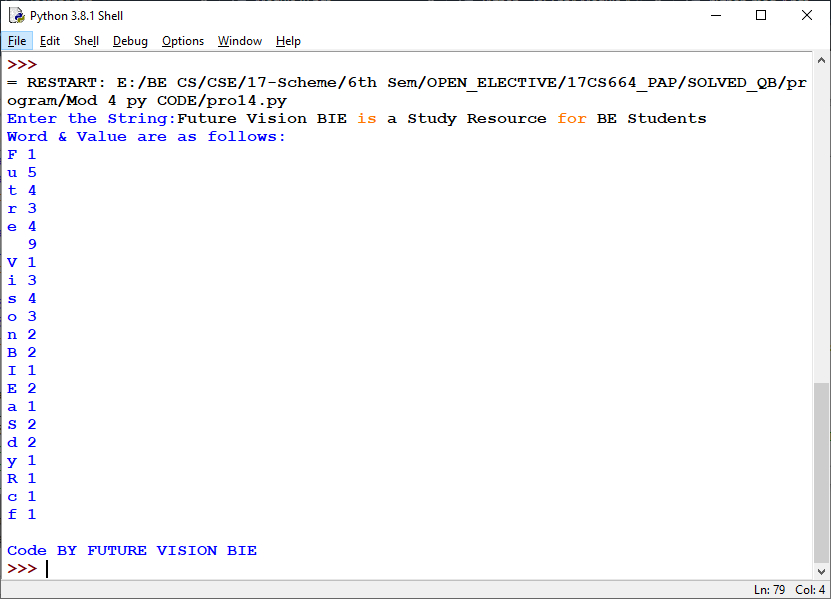 Python 3.8.1 Shell
File Edit Shell Debug Options Window Help
>>>
= RESTART: E:/BE CS/CSE/17-Scheme/6th Sem/OPEN_ELECTIVE/17CS664_PAP/SOLVED_QB/pr
ogram/Mod 4 py CODE/pro14.py
Enter the String:Future Vision BIE is a Study Resource for BE Students
Word & Value are as follows:
F 1
u 5
t 4
r 3
e 4
  9
V 1
i 3
s 4
o 3
n 2
B 2
I 1
E 2
a 1
S 2
d 2
y 1
R 1
c 1
f 1
Code BY FUTURE VISION BIE
>>>
Ln: 79 Col: 4